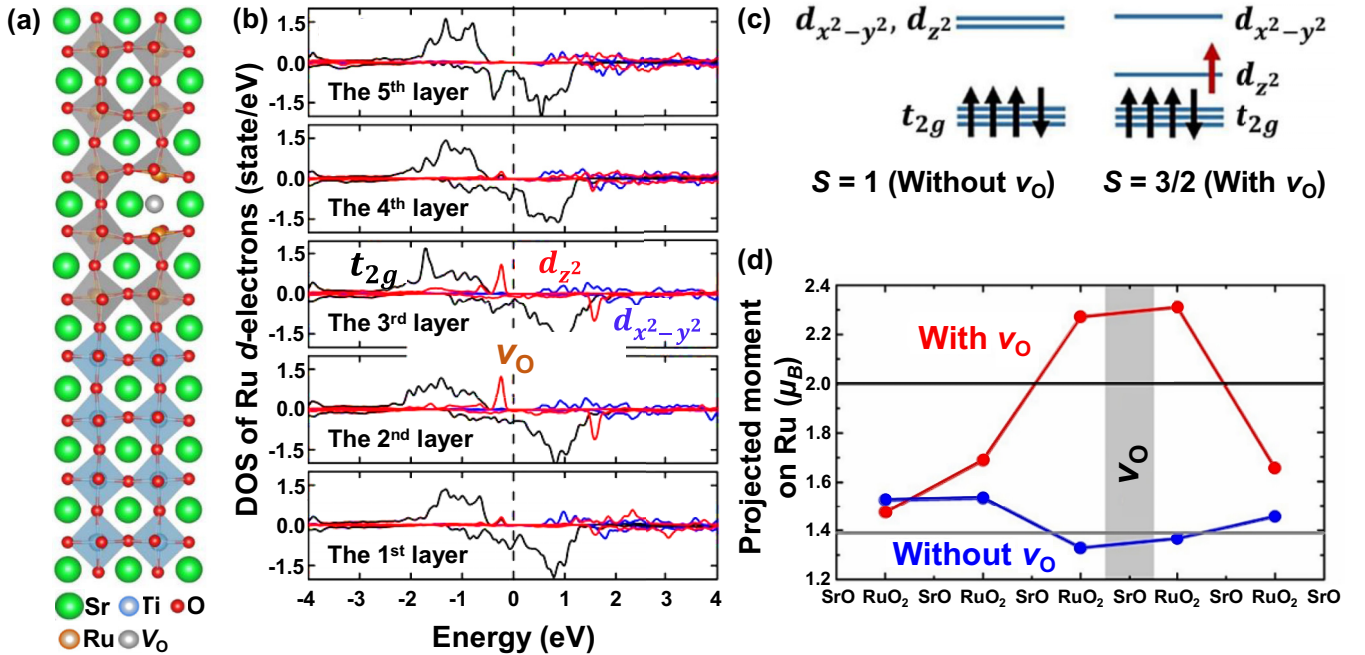 (a)
Sr Ti O
Ru V_O
(b)
DOS of Ru d-electrons (state/eV)
1.5
0.0
-1.5
The 5th layer
1.5
0.0
-1.5
The 4th layer
1.5
0.0
-1.5
t2g
dz2
The 3rd layer
dx2−y2
vO
1.5
0.0
-1.5
The 2nd layer
1.5
0.0
-1.5
The 1st layer
-4 -3 -2 -1 0 1 2 3 4
Energy (eV)
(c)
dx2−y2, dz2
t2g
S = 1 (Without vO)
dx2−y2
dz2
t2g
S = 3/2 (With vO)
(d)
Projected moment
on Ru (μB)
2.4
2.2
2.0
1.8
1.6
1.4
1.2
With vO
Without vO
vO
SrO RuO2 SrO RuO2 SrO RuO2 SrO RuO2 SrO RuO2 SrO